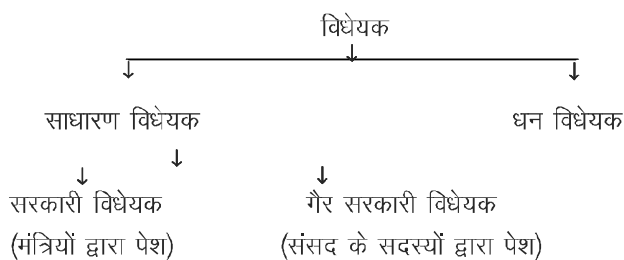 विधेयक
साधारण विधेयक धन विधेयक
सरकारी विधेयक गैर सरकारी विधेयक
(मंत्रियों द्वारा पेश) (संसद के सदस्यों द्वारा पेश)